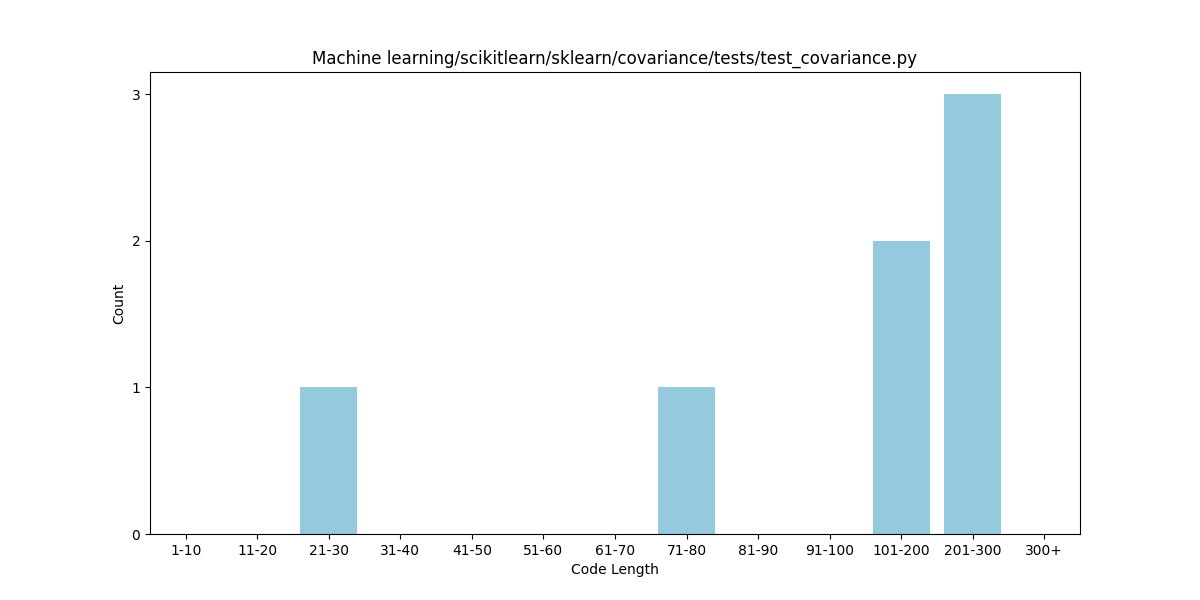 Machine learning/scikitlearn/sklearn/covariance/tests/test_covariance.py
3
2
1
0
Count
1-10 11-20 21-30 31-40 41-50 51-60 61-70 71-80 81-90 91-100 101-200 201-300 300+
Code Length